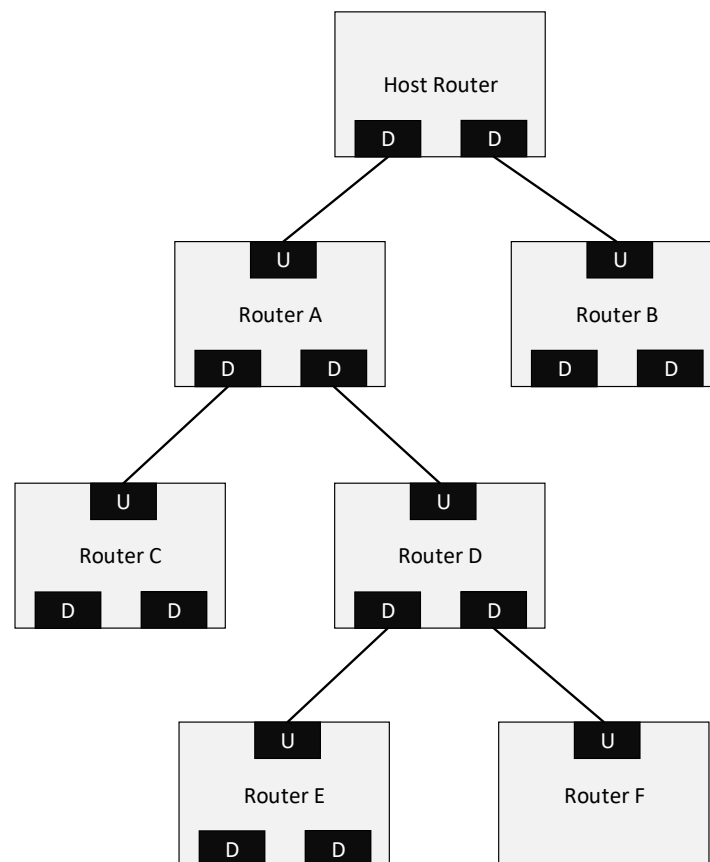 Host Router
D D
U U
Router A Router B
D D D D
U U
Router C Router D
D D D D
U U
Router E Router F
D D